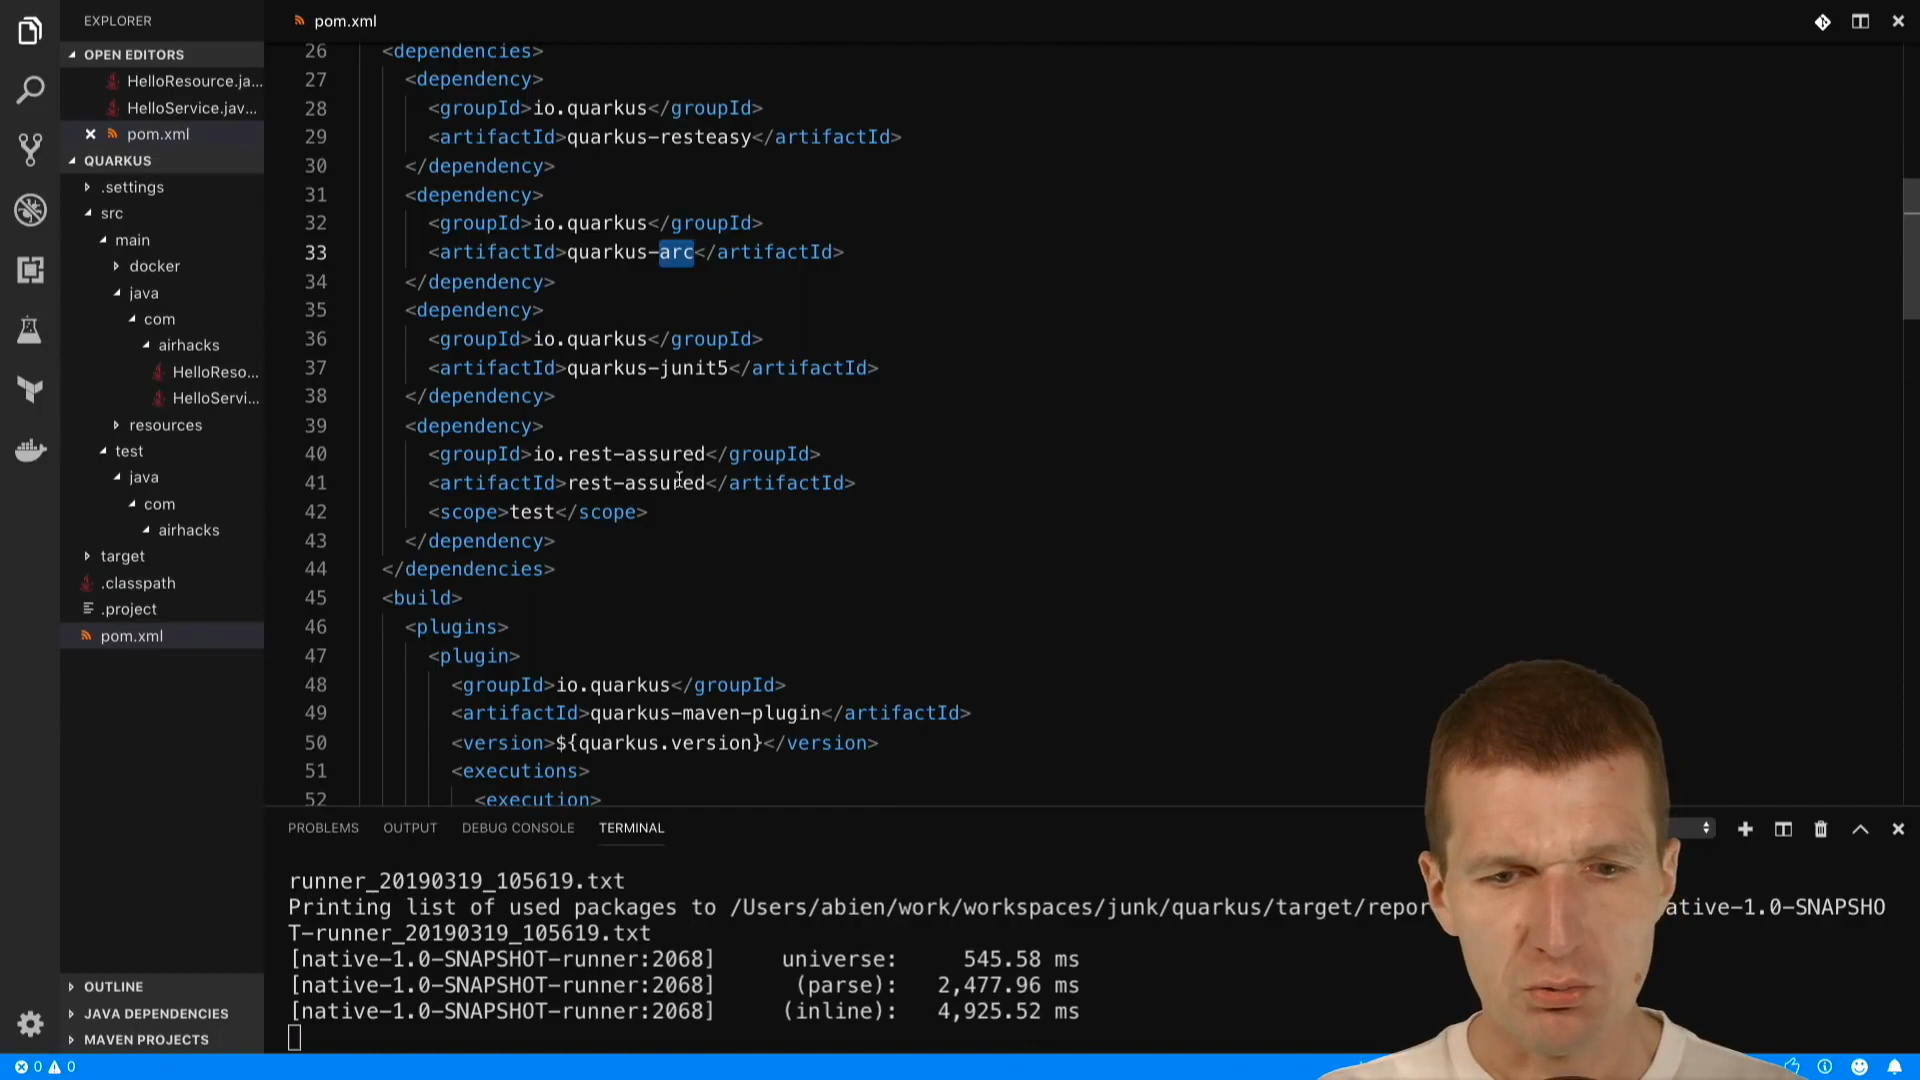 EXPLORER
OPEN EDITORS
HelloResource.ja...
HelloService.jav...
pom.xml
QUARKUS
.settings
src
main
docker
java
com
airhacks
HelloReso...
HelloServi...
resources
test
java
com
airhacks
target
.classpath
.project
pom.xml
OUTLINE
JAVA DEPENDENCIES
MAVEN PROJECTS
pom.xml
26 <dependencies>
27 <dependency>
28 <groupId>io.quarkus</groupId>
29 <artifactId>quarkus-resteasy</artifactId>
30 </dependency>
31 <dependency>
32 <groupId>io.quarkus</groupId>
33 <artifactId>quarkus-arc</artifactId>
34 </dependency>
35 <dependency>
36 <groupId>io.quarkus</groupId>
37 <artifactId>quarkus-junit5</artifactId>
38 </dependency>
39 <dependency>
40 <groupId>io.rest-assured</groupId>
41 <artifactId>rest-assured</artifactId>
42 <scope>test</scope>
43 </dependency>
44 </dependencies>
45 <build>
46 <plugins>
47 <plugin>
48 <groupId>io.quarkus</groupId>
49 <artifactId>quarkus-maven-plugin</artifactId>
50 <version>${quarkus.version}</version>
51 <executions>
52 <execution>
PROBLEMS OUTPUT DEBUG CONSOLE TERMINAL
runner_20190319_105619.txt
Printing list of used packages to /Users/abien/work/workspaces/junk/quarkus/target/repor ative-1.0-SNAPSHO
T-runner_20190319_105619.txt
[native-1.0-SNAPSHOT-runner:2068] universe: 545.58 ms
[native-1.0-SNAPSHOT-runner:2068] (parse): 2,477.96 ms
[native-1.0-SNAPSHOT-runner:2068] (inline): 4,925.52 ms
0 0